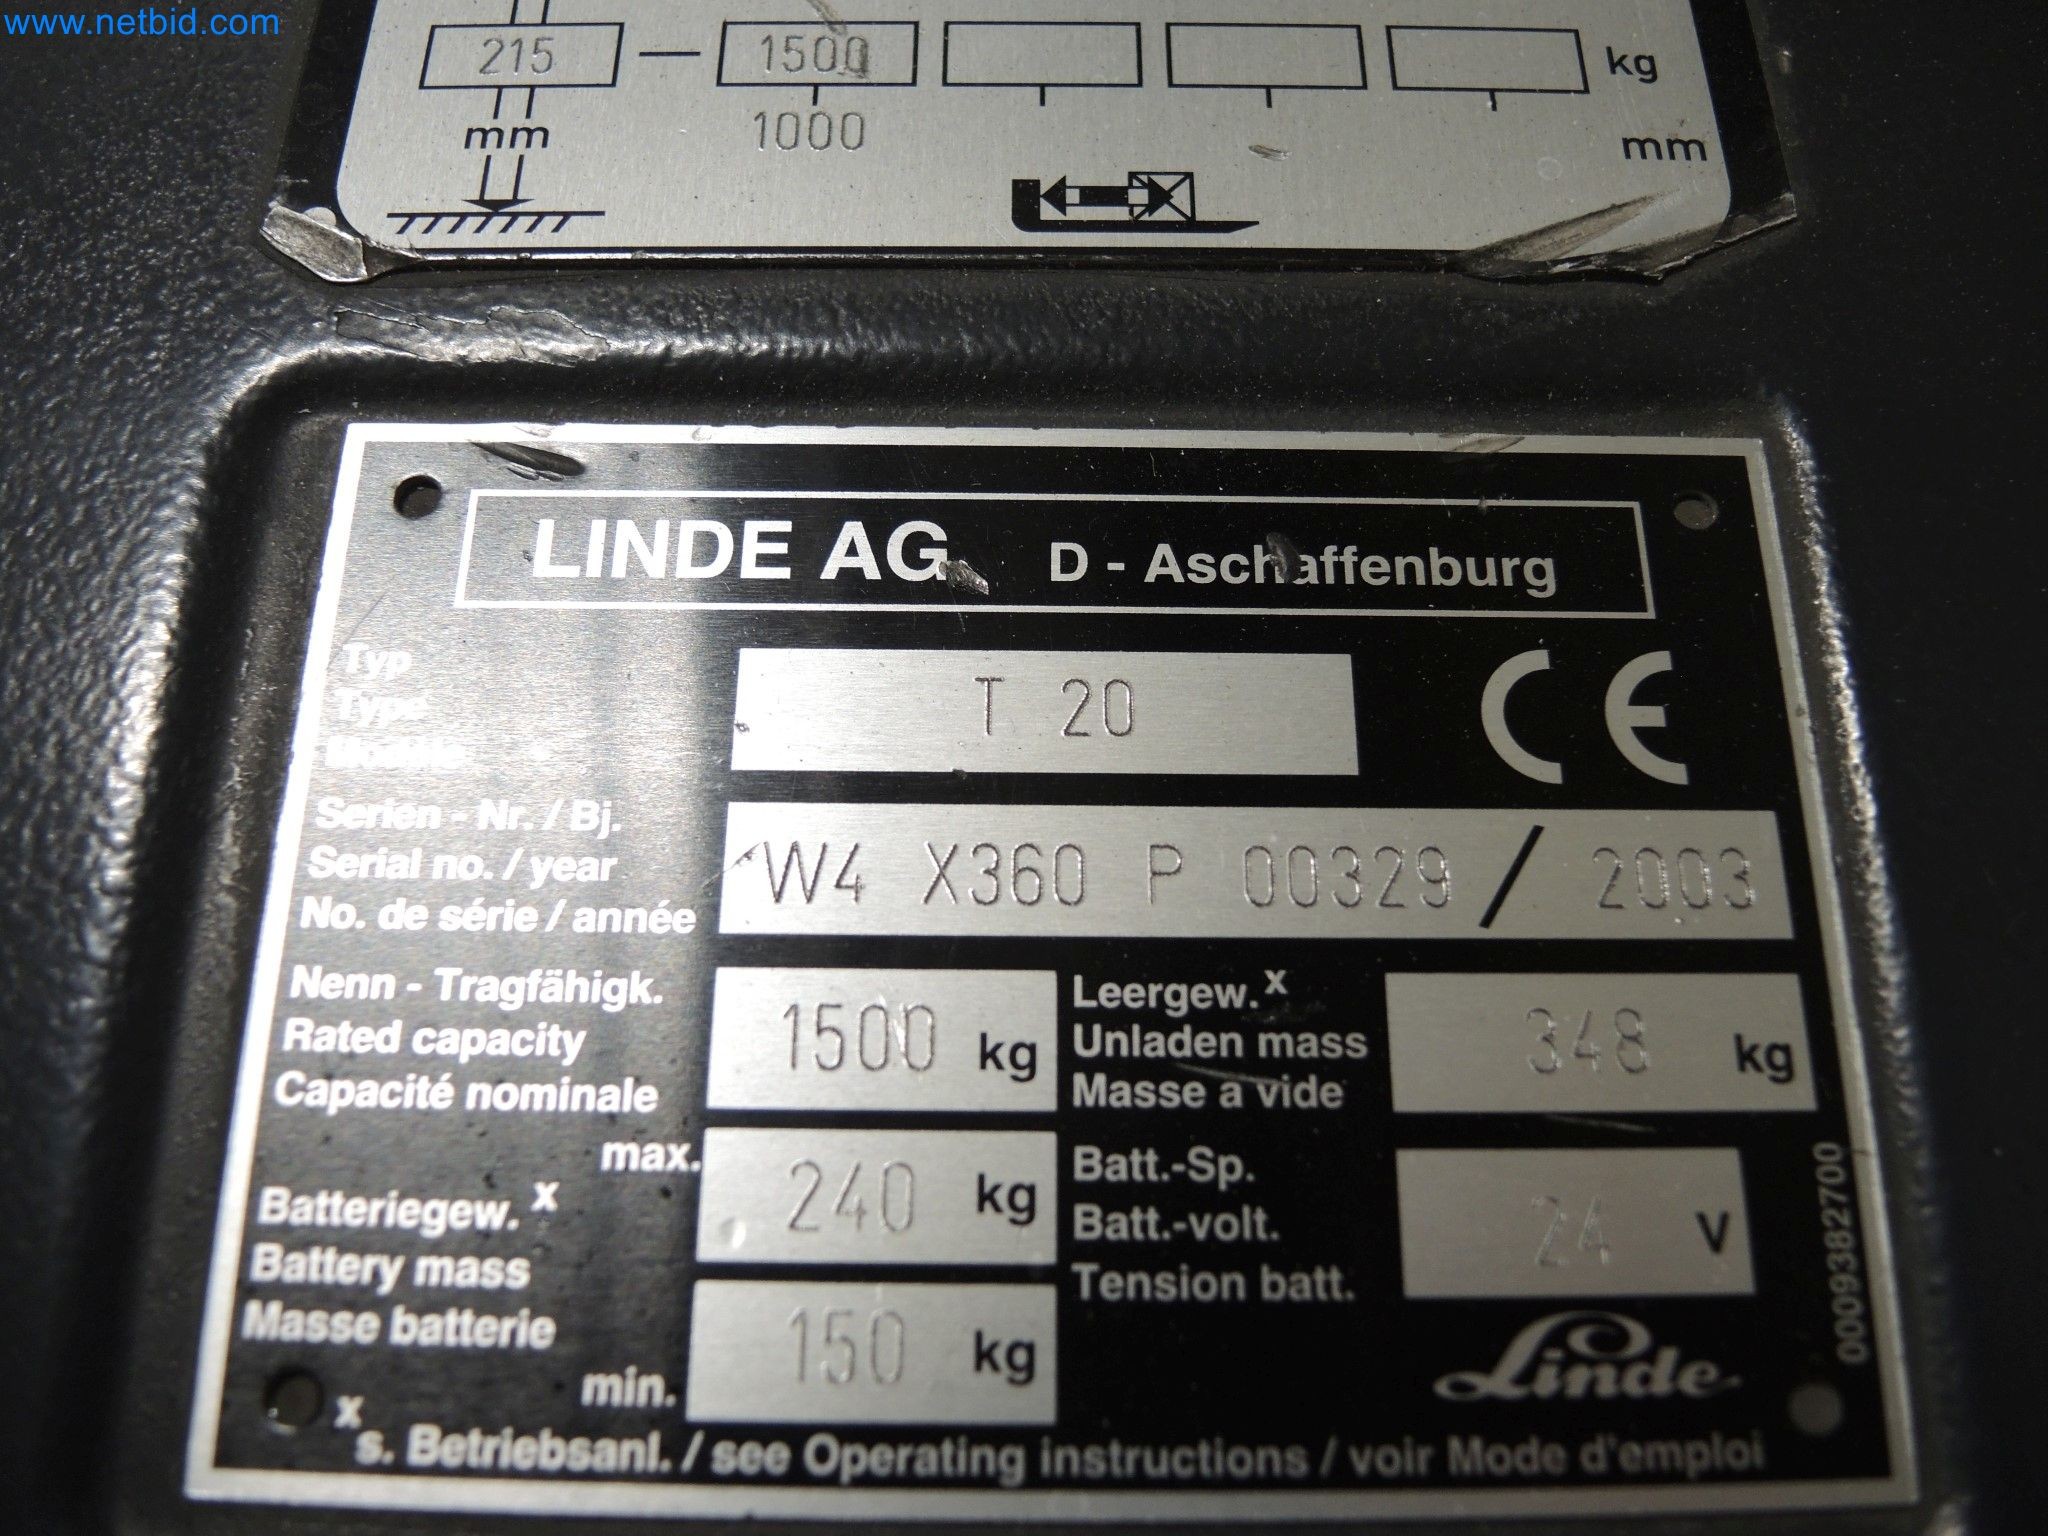 www.netbid.com
215 — 1500 kg
mm 1000 mm
LINDE AG D - Aschaffenburg
Typ
Type
Modèle
T 20
CE
Serien - Nr. / Bj.
Serial no. / year
No. de série / année
W4 X360 P 00329 / 2003
Nenn - Tragfähigk.
Rated capacity
Capacité nominale
1500 kg
Leergew. x
Unladen mass
Masse a vide
348 kg
max.
240 kg
Batteriegew. x
Battery mass
Masse batterie
min.
150 kg
Batt.-Sp.
Batt.-volt.
Tension batt.
24 V
Linde
0009382700
x s. Betriebsanl. / see Operating instructions / voir Mode d'emploi